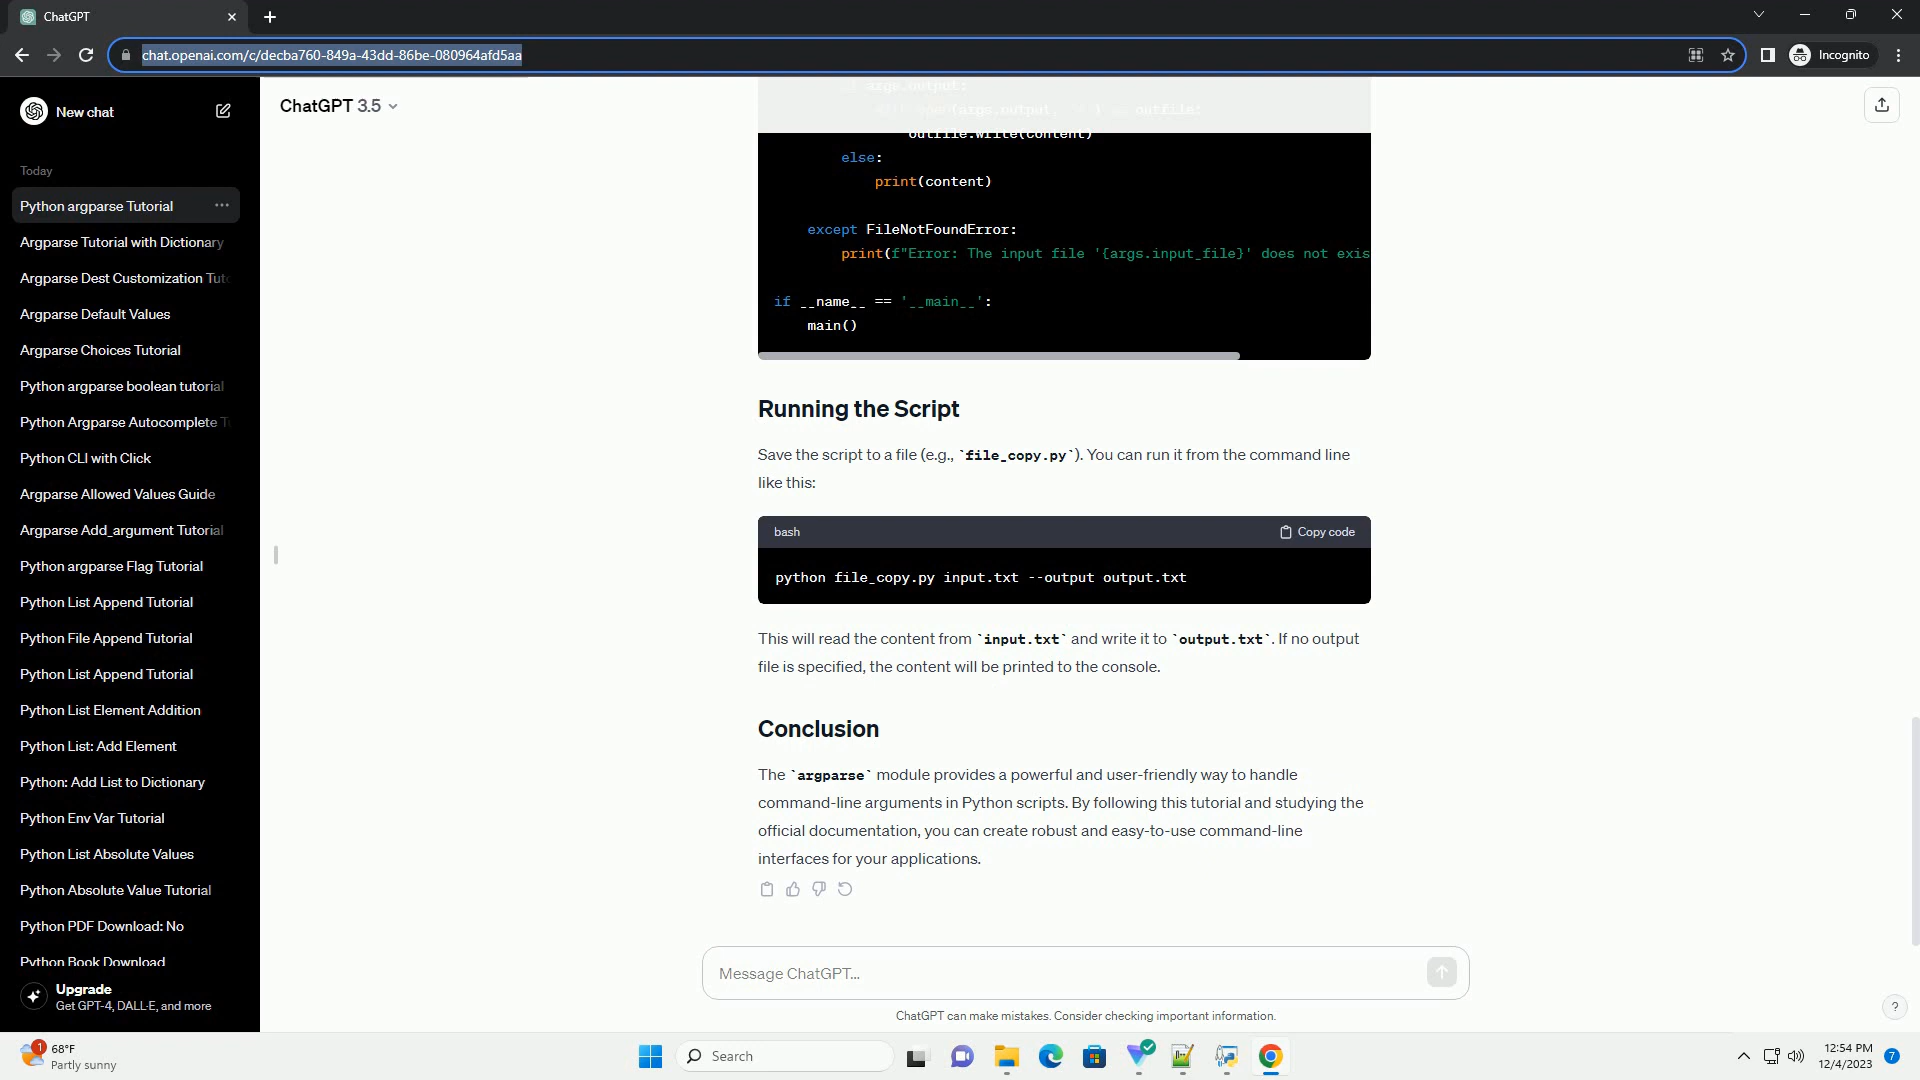 ChatGPT
chat.openai.com/c/decba760-849a-43dd-86be-080964afd5aa
Incognito
New chat
Today
Python argparse Tutorial
Argparse Tutorial with Dictionary
Argparse Dest Customization Tut
Argparse Default Values
Argparse Choices Tutorial
Python argparse boolean tutorial
Python Argparse Autocomplete T
Python CLI with Click
Argparse Allowed Values Guide
Argparse Add_argument Tutorial
Python argparse Flag Tutorial
Python List Append Tutorial
Python File Append Tutorial
Python List Append Tutorial
Python List Element Addition
Python List: Add Element
Python: Add List to Dictionary
Python Env Var Tutorial
Python List Absolute Values
Python Absolute Value Tutorial
Python PDF Download: No
Python Book Download
Upgrade
Get GPT-4, DALL·E, and more
ChatGPT 3.5
args.output:
(args.output, ) outfile:
outfile.write(content)
else:
print(content)
except FileNotFoundError:
print(f"Error: The input file '{args.input_file}' does not exis
if __name__ == '__main__':
main()
Running the Script
Save the script to a file (e.g., `file_copy.py`). You can run it from the command line
like this:
bash
Copy code
python file_copy.py input.txt --output output.txt
This will read the content from `input.txt` and write it to `output.txt`. If no output
file is specified, the content will be printed to the console.
Conclusion
The `argparse` module provides a powerful and user-friendly way to handle
command-line arguments in Python scripts. By following this tutorial and studying the
official documentation, you can create robust and easy-to-use command-line
interfaces for your applications.
Message ChatGPT...
ChatGPT can make mistakes. Consider checking important information.
?
1
68°F
Partly sunny
Search
12:54 PM
12/4/2023
7